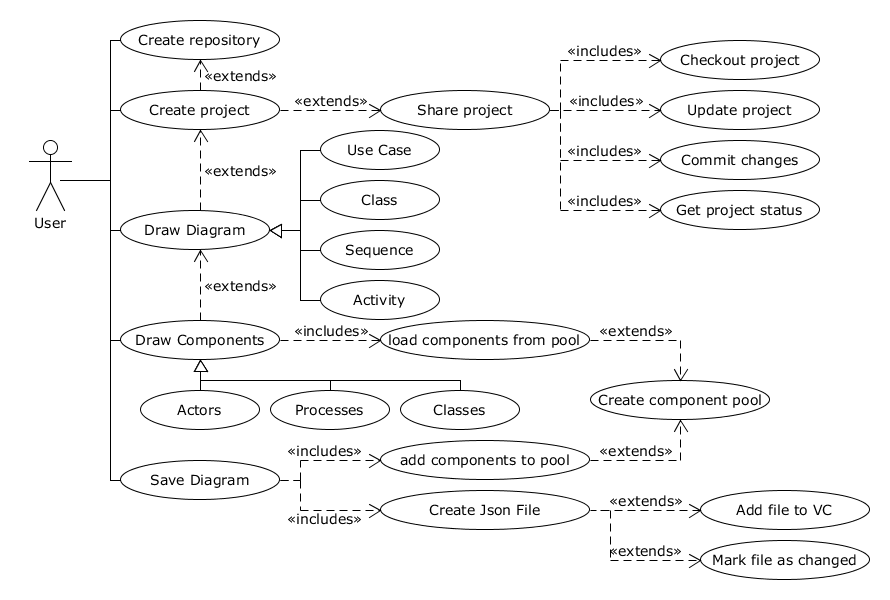 Create repository
«includes»
Checkout project
«extends»
Create project
«extends»
Share project
«includes»
Update project
Use Case
«includes»
Commit changes
«extends»
User
Class
«includes»
Get project status
Draw Diagram
Sequence
«extends»
Activity
Draw Components
«includes»
load components from pool
«extends»
Actors
Processes
Classes
Create component pool
«includes»
add components to pool
«extends»
Save Diagram
«includes»
Create Json File
«extends»
Add file to VC
«extends»
Mark file as changed